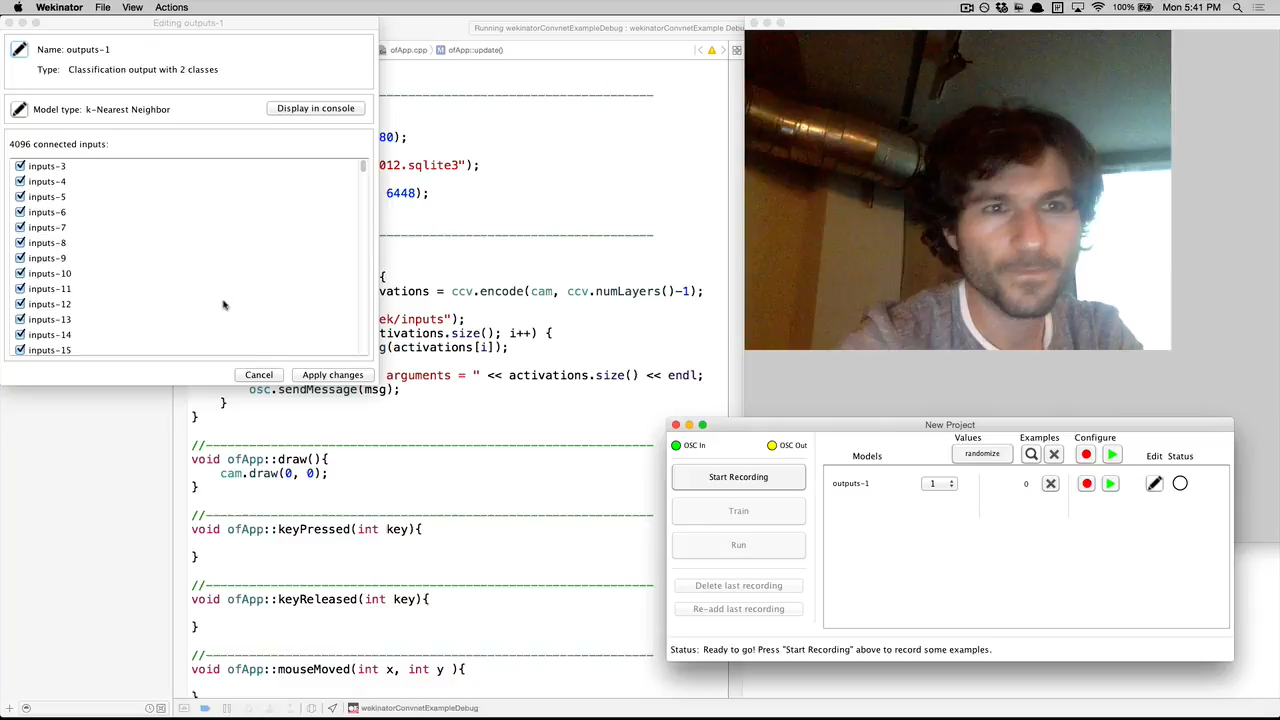 Wekinator File View Actions
100% Mon 5:41 PM
Editing outputs-1
Name: outputs-1
Type: Classification output with 2 classes
Model type: k-Nearest Neighbor
Display in console
4096 connected inputs:
inputs-3
inputs-4
inputs-5
inputs-6
inputs-7
inputs-8
inputs-9
inputs-10
inputs-11
inputs-12
inputs-13
inputs-14
inputs-15
Cancel Apply changes
Running wekinatorConvnetExampleDebug : wekinatorConvnetExampleDeb
ofApp.cpp ofApp::update()
80);
012.sqlite3");
6448);
{
vations = ccv.encode(cam, ccv.numLayers()-1);
ek/inputs");
tivations.size(); i++) {
g(activations[i]);
arguments = " << activations.size() << endl;
osc.sendMessage(msg);
}
}
//
void ofApp::draw(){
cam.draw(0, 0);
}
//
void ofApp::keyPressed(int key){
}
//
void ofApp::keyReleased(int key){
}
//
void ofApp::mouseMoved(int x, int y ){
}
wekinatorConvnetExampleDebug
New Project
OSC In OSC Out
Start Recording
Train
Run
Delete last recording
Re-add last recording
Values Examples Configure
Models randomize Edit Status
outputs-1 1 0
Status: Ready to go! Press "Start Recording" above to record some examples.